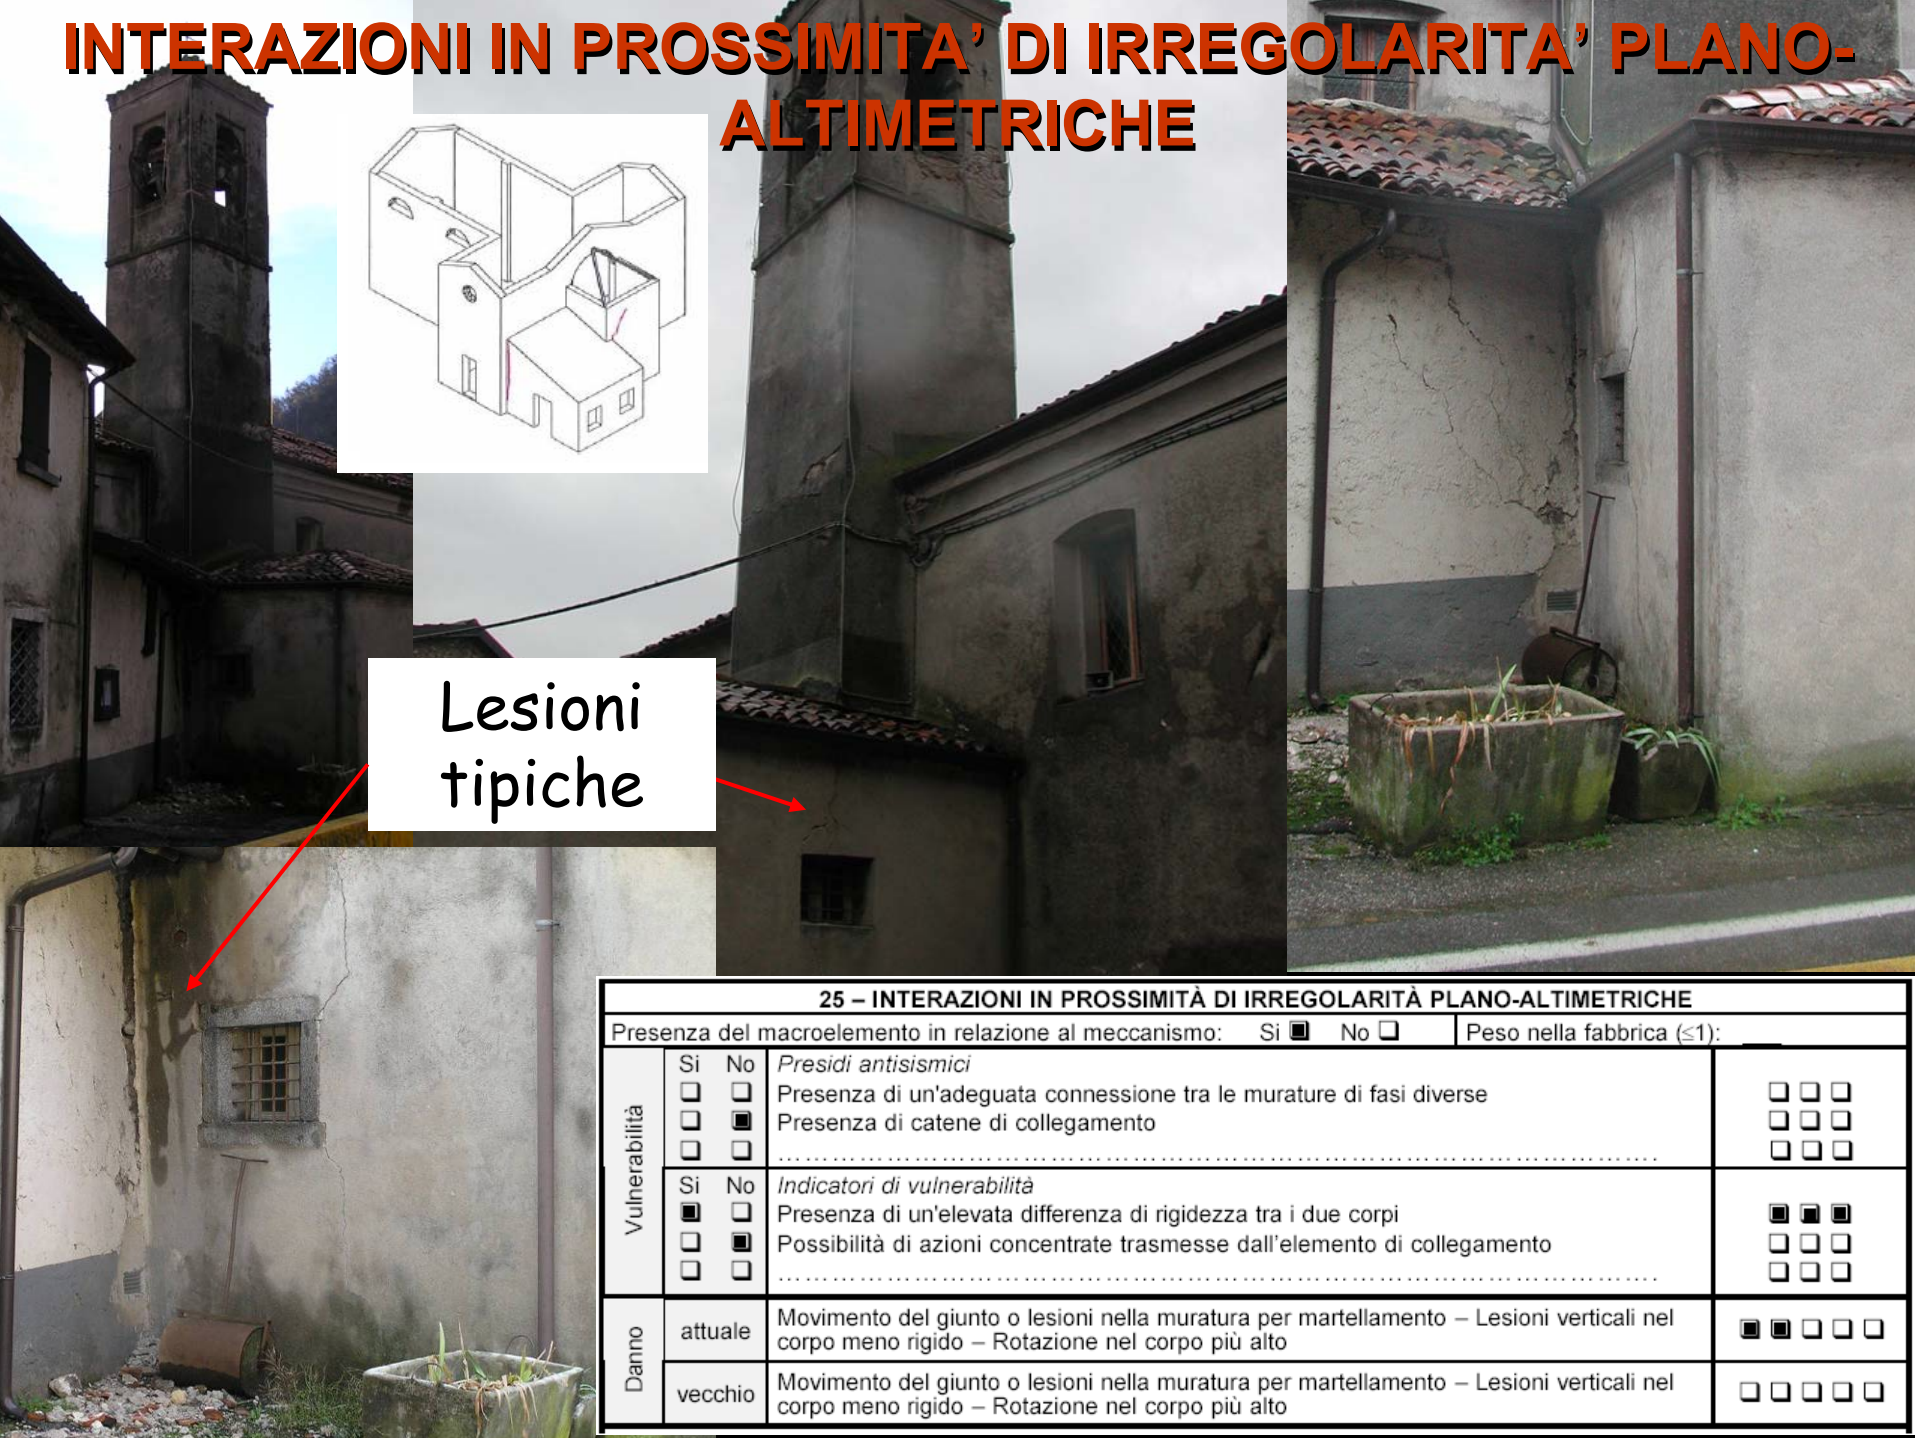 INTERAZIONI IN PROSSIMITA’ DI IRREGOLARITA’ PLANO-
ALTIMETRICHE
Lesioni
tipiche
25 – INTERAZIONI IN PROSSIMITÀ DI IRREGOLARITÀ PLANO-ALTIMETRICHE
Presenza del macroelemento in relazione al meccanismo: Si ▣ No ❑ Peso nella fabbrica (≤1): ___
Vulnerabilità
Si No Presidi antisismici
❑ ❑ Presenza di un'adeguata connessione tra le murature di fasi diverse ❑ ❑ ❑
❑ ▣ Presenza di catene di collegamento ❑ ❑ ❑
❑ ❑ ……………………………………………………………………………………. ❑ ❑ ❑
Si No Indicatori di vulnerabilità
▣ ❑ Presenza di un'elevata differenza di rigidezza tra i due corpi ▣ ▣ ▣
❑ ▣ Possibilità di azioni concentrate trasmesse dall’elemento di collegamento ❑ ❑ ❑
❑ ❑ ……………………………………………………………………………………. ❑ ❑ ❑
Danno
attuale Movimento del giunto o lesioni nella muratura per martellamento – Lesioni verticali nel
corpo meno rigido – Rotazione nel corpo più alto ▣ ▣ ❑ ❑ ❑
vecchio Movimento del giunto o lesioni nella muratura per martellamento – Lesioni verticali nel
corpo meno rigido – Rotazione nel corpo più alto ❑ ❑ ❑ ❑ ❑